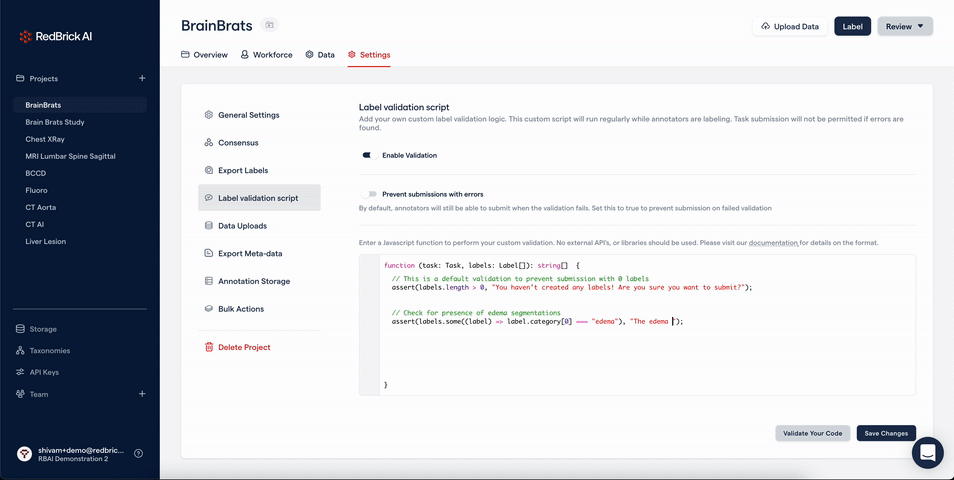 RedBrick AI
Projects
BrainBrats
Brain Brats Study
Chest XRay
MRI Lumbar Spine Sagittal
BCCD
Fluoro
CT Aorta
CT AI
Liver Lesion
Storage
Taxonomies
API Keys
Team
shivam+demo@redbric...
RBAI Demonstration 2
BrainBrats
Upload Data
Label
Review
Overview
Workforce
Data
Settings
General Settings
Consensus
Export Labels
Label validation script
Data Uploads
Export Meta-data
Annotation Storage
Bulk Actions
Delete Project
Label validation script
Add your own custom label validation logic. This custom script will run regularly while annotators are labeling. Task submission will not be permitted if errors are
found.
Enable Validation
Prevent submissions with errors
By default, annotators will still be able to submit when the validation fails. Set this to true to prevent submission on failed validation
Enter a Javascript function to perform your custom validation. No external API's, or libraries should be used. Please visit our documentation for details on the format.
function (task: Task, labels: Label[]): string[] {
// This is a default validation to prevent submission with 0 labels
assert(labels.length > 0, "You haven't created any labels! Are you sure you want to submit?");
// Check for presence of edema segmentations
assert(labels.some((label) => label.category[0] === "edema"), "The edema ");
}
Validate Your Code
Save Changes